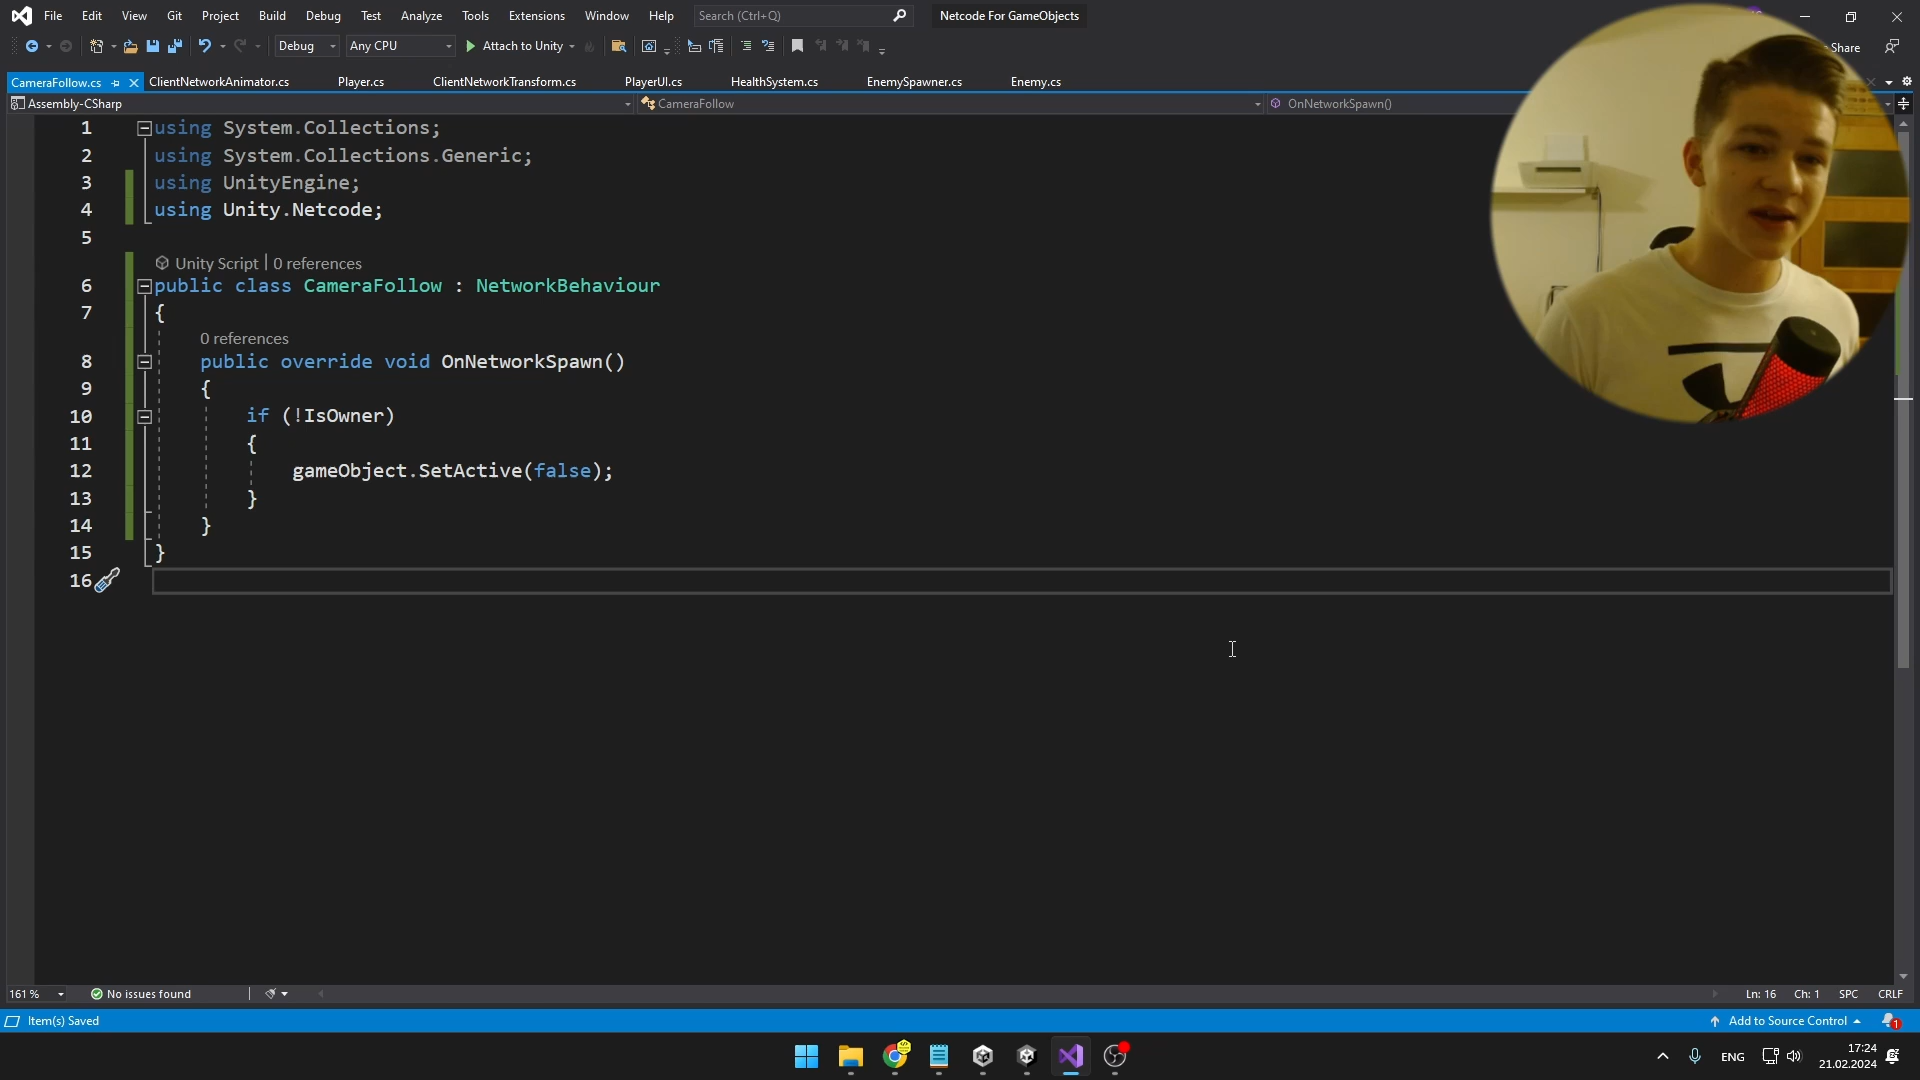 File Edit View Git Project Build Debug Test Analyze Tools Extensions Window Help Search (Ctrl+Q) Netcode For GameObjects
Debug Any CPU Attach to Unity Share
CameraFollow.cs ClientNetworkAnimator.cs Player.cs ClientNetworkTransform.cs PlayerUI.cs HealthSystem.cs EnemySpawner.cs Enemy.cs
Assembly-CSharp CameraFollow OnNetworkSpawn()
1 using System.Collections;
2 using System.Collections.Generic;
3 using UnityEngine;
4 using Unity.Netcode;
5
Unity Script | 0 references
6 public class CameraFollow : NetworkBehaviour
7 {
0 references
8 public override void OnNetworkSpawn()
9 {
10 if (!IsOwner)
11 {
12 gameObject.SetActive(false);
13 }
14 }
15 }
16
161 % No issues found Ln: 16 Ch: 1 SPC CRLF
Item(s) Saved Add to Source Control 1
ENG 17:24
21.02.2024